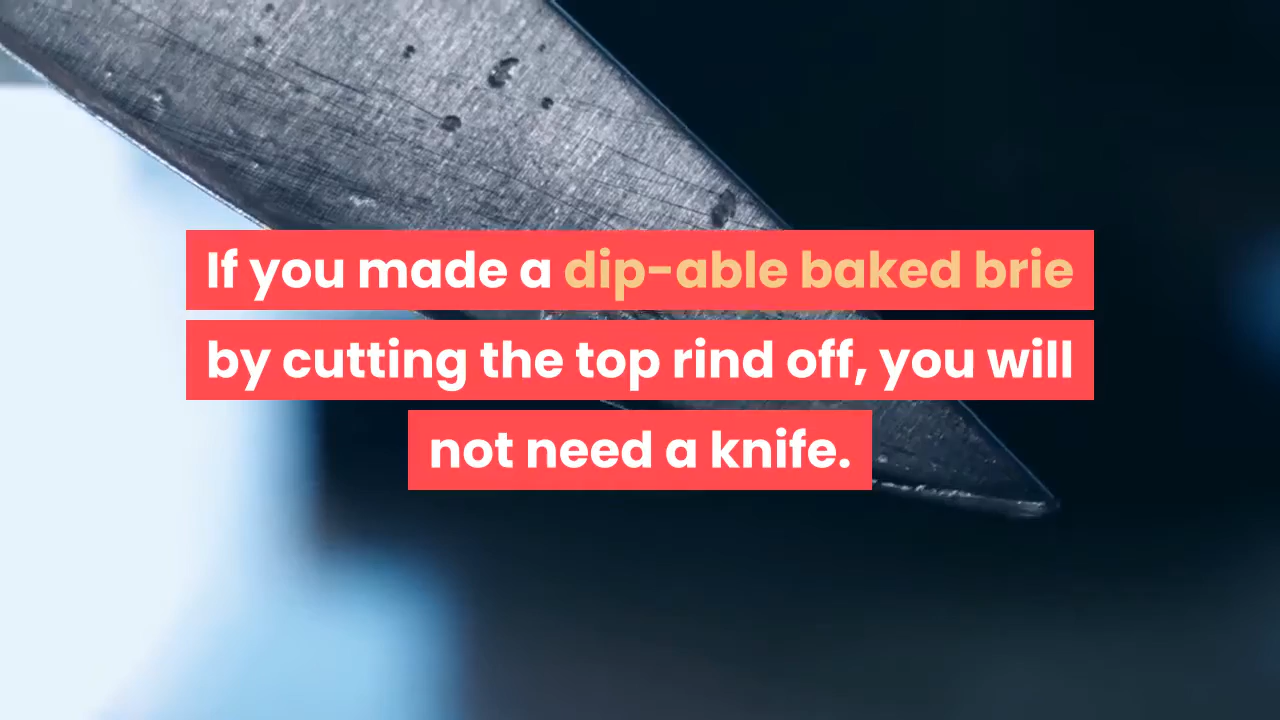 If you made a dip-able baked brie
by cutting the top rind off, you will
not need a knife.